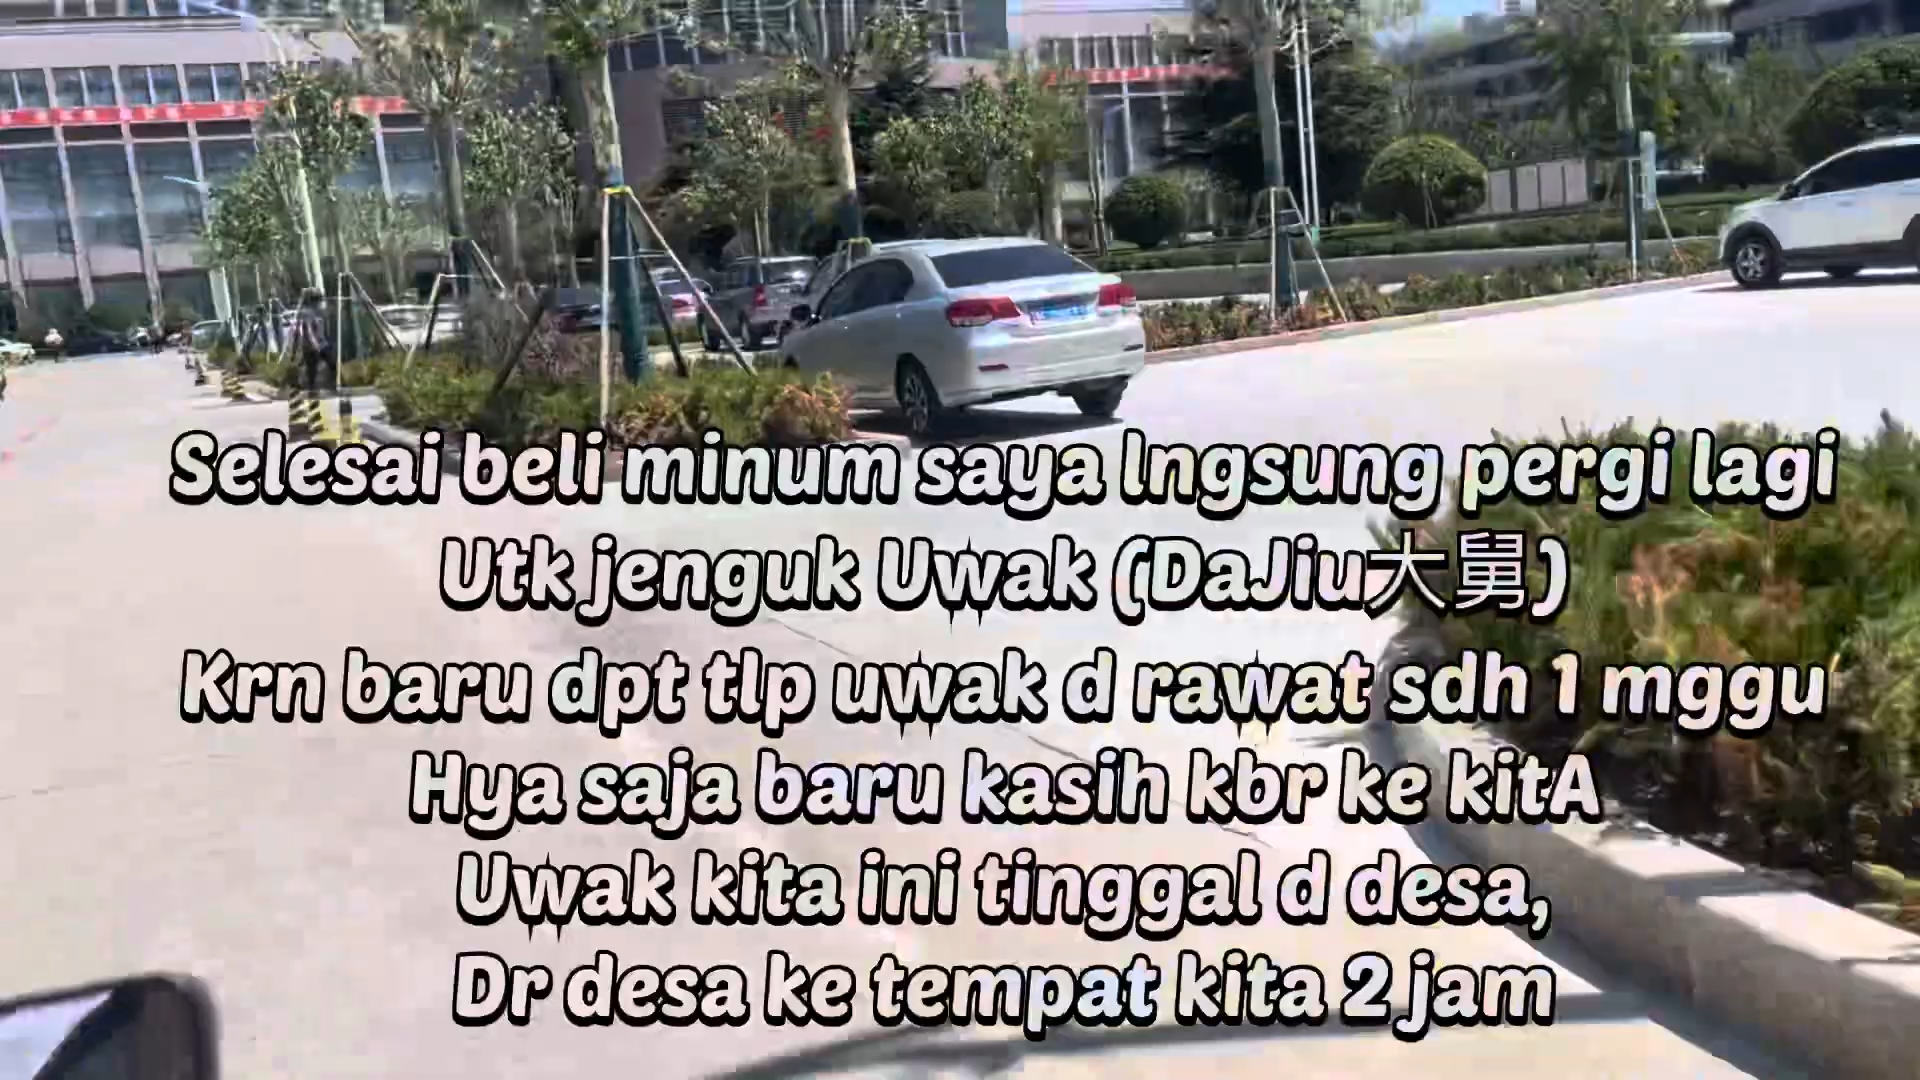 Selesai beli minum saya lngsung pergi lagi
Utk jenguk Uwak (DaJiu大舅)
Krn baru dpt tlp uwak d rawat sdh 1 mggu
Hya saja baru kasih kbr ke kitA
Uwak kita ini tinggal d desa,
Dr desa ke tempat kita 2 jam